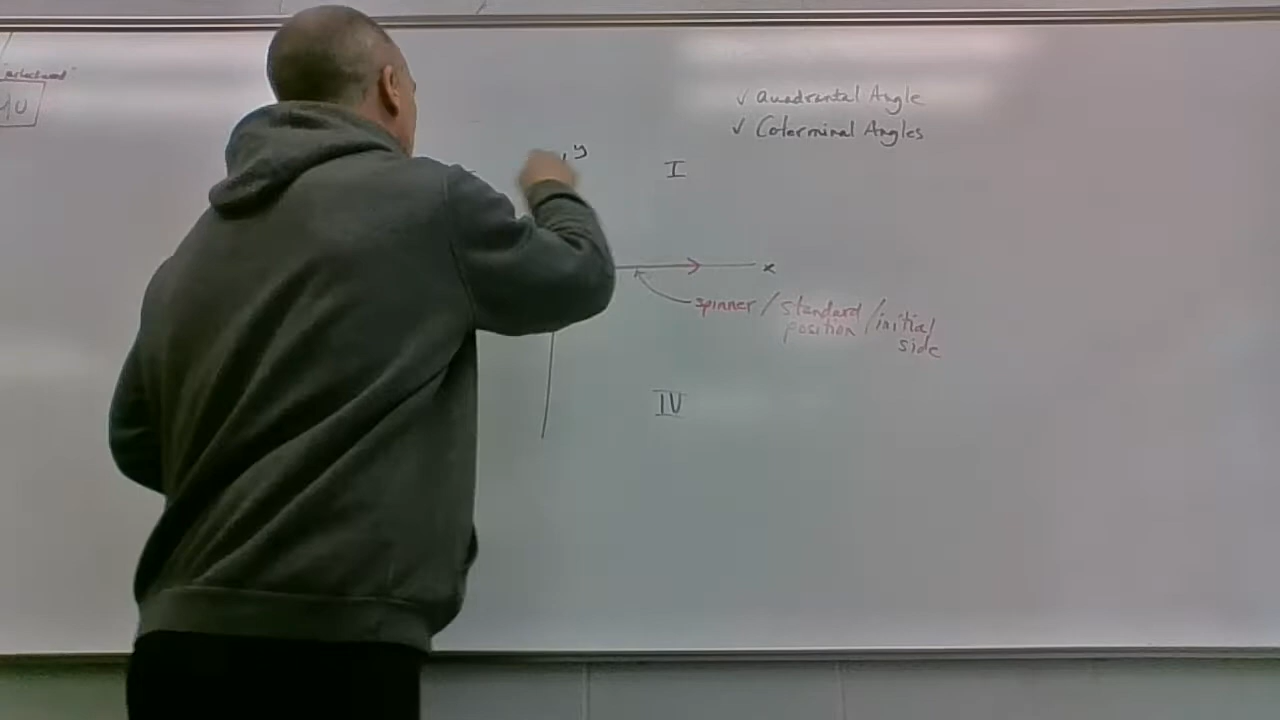 √ Quadrantal Angle
√ Coterminal Angles
y
I
x
spinner / standard position / initial side
IV